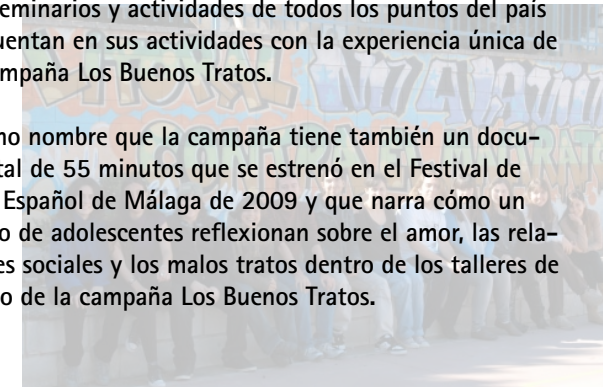 eminarios y actividades de todos los puntos del país
uentan en sus actividades con la experiencia única de
mpaña Los Buenos Tratos.
no nombre que la campaña tiene también un docu-
tal de 55 minutos que se estrenó en el Festival de
Español de Málaga de 2009 y que narra cómo un
o de adolescentes reflexionan sobre el amor, las rela-
es sociales y los malos tratos dentro de los talleres de
o de la campaña Los Buenos Tratos.